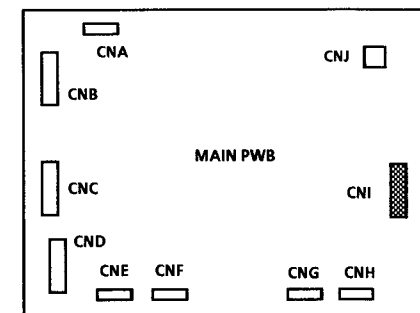 CNA
CNJ
CNB
MAIN PWB
CNC
CNI
CND
CNE CNF CNG CNH